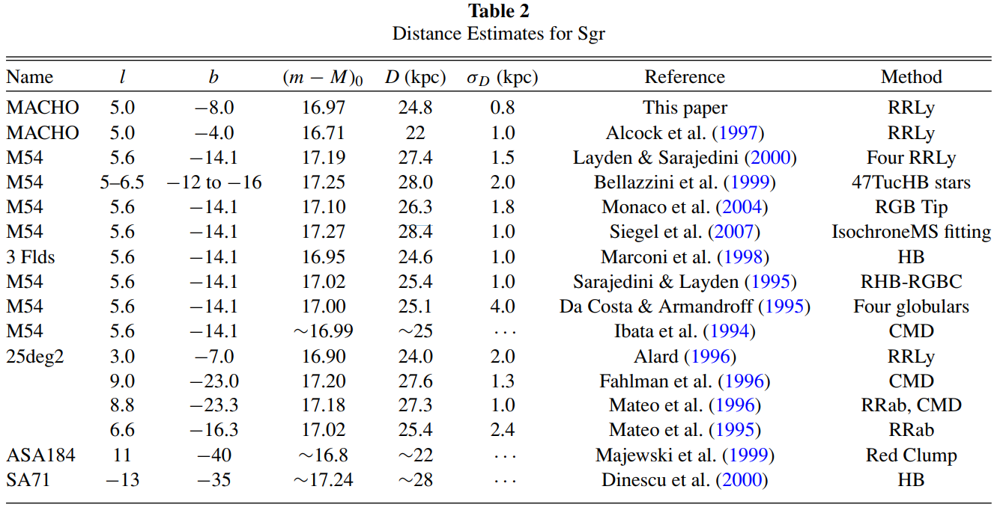 Table 2
Distance Estimates for Sgr
Name l b (m − M)₀ D (kpc) σ_D (kpc) Reference Method
MACHO 5.0 −8.0 16.97 24.8 0.8 This paper RRLy
MACHO 5.0 −4.0 16.71 22 1.0 Alcock et al. (1997) RRLy
M54 5.6 −14.1 17.19 27.4 1.5 Layden & Sarajedini (2000) Four RRLy
M54 5–6.5 −12 to −16 17.25 28.0 2.0 Bellazzini et al. (1999) 47TucHB stars
M54 5.6 −14.1 17.10 26.3 1.8 Monaco et al. (2004) RGB Tip
M54 5.6 −14.1 17.27 28.4 1.0 Siegel et al. (2007) IsochroneMS fitting
3 Flds 5.6 −14.1 16.95 24.6 1.0 Marconi et al. (1998) HB
M54 5.6 −14.1 17.02 25.4 1.0 Sarajedini & Layden (1995) RHB-RGBC
M54 5.6 −14.1 17.00 25.1 4.0 Da Costa & Armandroff (1995) Four globulars
M54 5.6 −14.1 ∼16.99 ∼25 ··· Ibata et al. (1994) CMD
25deg2 3.0 −7.0 16.90 24.0 2.0 Alard (1996) RRLy
9.0 −23.0 17.20 27.6 1.3 Fahlman et al. (1996) CMD
8.8 −23.3 17.18 27.3 1.0 Mateo et al. (1996) RRab, CMD
6.6 −16.3 17.02 25.4 2.4 Mateo et al. (1995) RRab
ASA184 11 −40 ∼16.8 ∼22 ··· Majewski et al. (1999) Red Clump
SA71 −13 −35 ∼17.24 ∼28 ··· Dinescu et al. (2000) HB